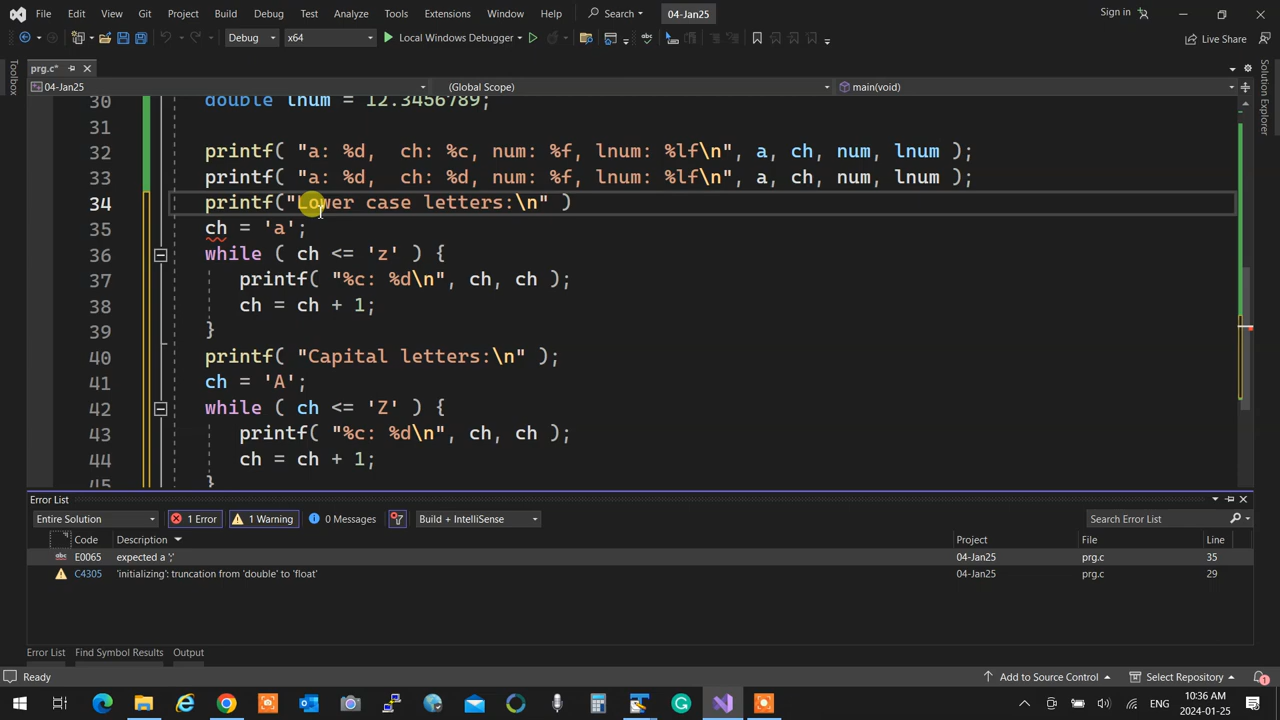 File Edit View Git Project Build Debug Test Analyze Tools Extensions Window Help Search 04-Jan25 Sign in
Debug x64 Local Windows Debugger Live Share
prg.c*
04-Jan25 (Global Scope) main(void)
Toolbox
Solution Explorer
30 double lnum = 12.3456789;
31
32 printf( "a: %d,  ch: %c, num: %f, lnum: %lf\n", a, ch, num, lnum );
33 printf( "a: %d,  ch: %d, num: %f, lnum: %lf\n", a, ch, num, lnum );
34 printf("Lower case letters:\n" )
35 ch = 'a';
36 while ( ch <= 'z' ) {
37 printf( "%c: %d\n", ch, ch );
38 ch = ch + 1;
39 }
40 printf( "Capital letters:\n" );
41 ch = 'A';
42 while ( ch <= 'Z' ) {
43 printf( "%c: %d\n", ch, ch );
44 ch = ch + 1;
45 }
Error List
Entire Solution 1 Error 1 Warning 0 Messages Build + IntelliSense Search Error List
Code Description Project File Line
abc E0065 expected a ';' 04-Jan25 prg.c 35
C4305 'initializing': truncation from 'double' to 'float' 04-Jan25 prg.c 29
Error List Find Symbol Results Output
Ready Add to Source Control Select Repository 1
ENG 10:36 AM
2024-01-25